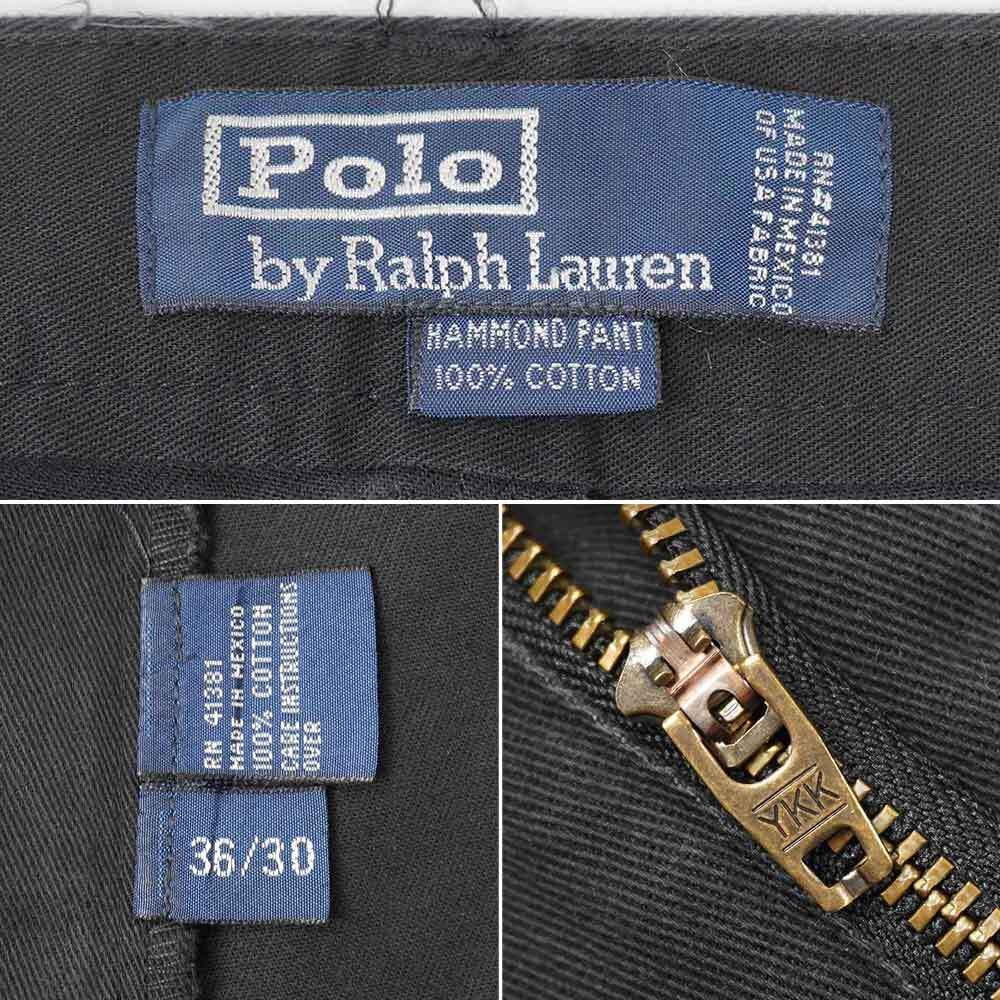 Polo
by Ralph Lauren
RN#41381
MADE IN MEXICO
OF USA FABRIC
HAMMOND PANT
100% COTTON
RN 41381
MADE IN MEXICO
100% COTTON
CARE INSTRUCTIONS
OVER
36/30
YKK